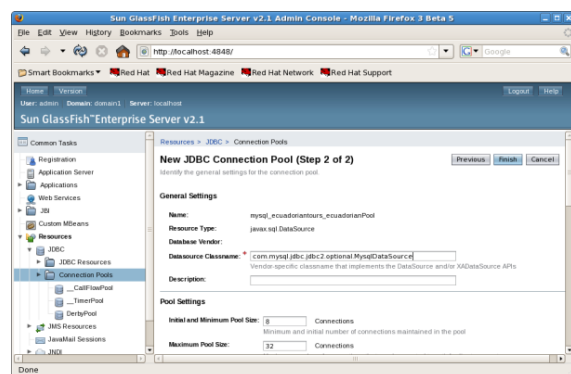 Sun GlassFish Enterprise Server v2.1 Admin Console - Mozilla Firefox 3 Beta 5
File Edit View History Bookmarks Tools Help
http://localhost:4848/
Google
Smart Bookmarks Red Hat Red Hat Magazine Red Hat Network Red Hat Support
Home Version Logout Help
User: admin Domain: domain1 Server: localhost
Sun GlassFish™ Enterprise Server v2.1
Common Tasks
Registration
Application Server
Applications
Web Services
JBI
Custom MBeans
Resources
JDBC
JDBC Resources
Connection Pools
__CallFlowPool
__TimerPool
DerbyPool
JMS Resources
JavaMail Sessions
JNDI
Resources > JDBC > Connection Pools
New JDBC Connection Pool (Step 2 of 2) Previous Finish Cancel
Identify the general settings for the connection pool.
General Settings
Name: mysql_ecuadoriantours_ecuadorianPool
Resource Type: javax.sql.DataSource
Database Vendor:
Datasource Classname: * com.mysql.jdbc.jdbc2.optional.MysqlDataSource
Vendor-specific classname that implements the DataSource and/or XADataSource APIs
Description:
Pool Settings
Initial and Minimum Pool Size: 8 Connections
Minimum and initial number of connections maintained in the pool
Maximum Pool Size: 32 Connections
Done